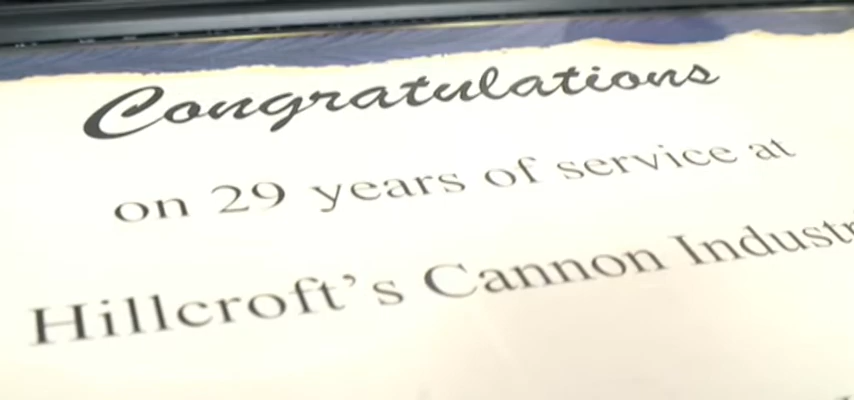 Congratulations
on 29 years of service at
Hillcroft's Cannon Industr